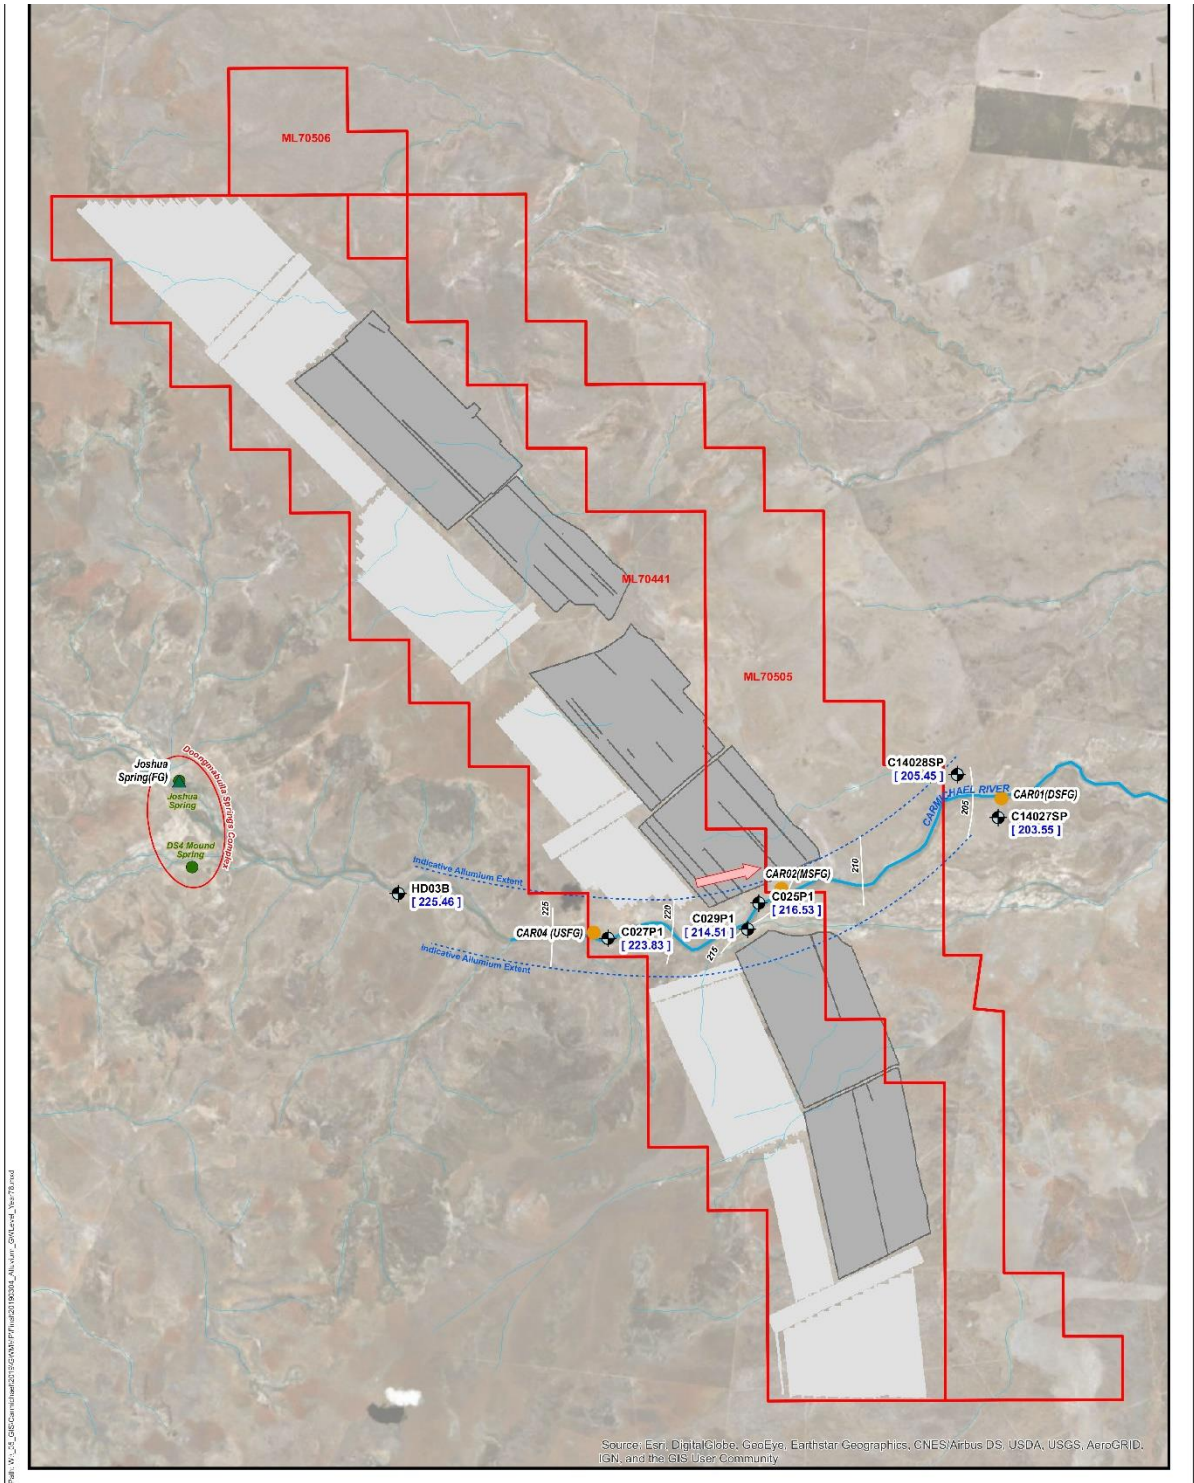 ML70506
ML70441
ML70505
Joshua
Spring(FG)
Joshua
Spring
DS4 Mound
Spring
Doongmabulla Springs Complex
C14028SP
[ 205.45 ]
CARMICHAEL RIVER
205
CAR01(DSFG)
C14027SP
[ 203.55 ]
210
Indicative Allumium Extent
HD03B
[ 225.46 ]
225
220
CAR02(MSFG)
C025P1
[ 216.53 ]
C029P1
[ 214.51 ]
CAR04 (USFG)
C027P1
[ 223.83 ]
215
Indicative Allumium Extent
Source: Esri, DigitalGlobe, GeoEye, Earthstar Geographics, CNES/Airbus DS, USDA, USGS, AeroGRID,
IGN, and the GIS User Community